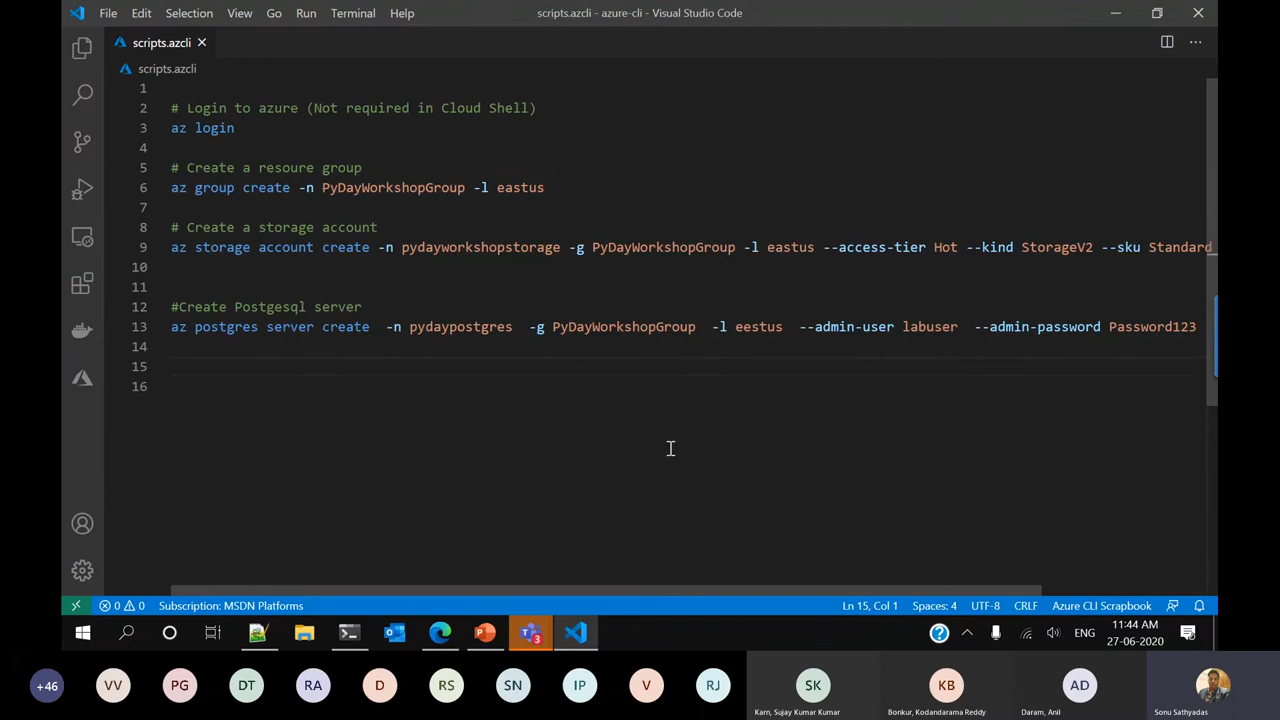 File Edit Selection View Go Run Terminal Help scripts.azcli - azure-cli - Visual Studio Code
scripts.azcli
scripts.azcli
1
2 # Login to azure (Not required in Cloud Shell)
3 az login
4
5 # Create a resoure group
6 az group create -n PyDayWorkshopGroup -l eastus
7
8 # Create a storage account
9 az storage account create -n pydayworkshopstorage -g PyDayWorkshopGroup -l eastus --access-tier Hot --kind StorageV2 --sku Standard_
10
11
12 #Create Postgesql server
13 az postgres server create -n pydaypostgres -g PyDayWorkshopGroup -l eestus --admin-user labuser --admin-password Password123
14
15
16
0 0 Subscription: MSDN Platforms Ln 15, Col 1 Spaces: 4 UTF-8 CRLF Azure CLI Scrapbook
3 ENG 11:44 AM
27-06-2020
+46 VV PG DT RA D RS SN IP V RJ SK KB AD
Karn, Sujay Kumar Kumar Bonkur, Kodandarama Reddy Daram, Anil Sonu Sathyadas